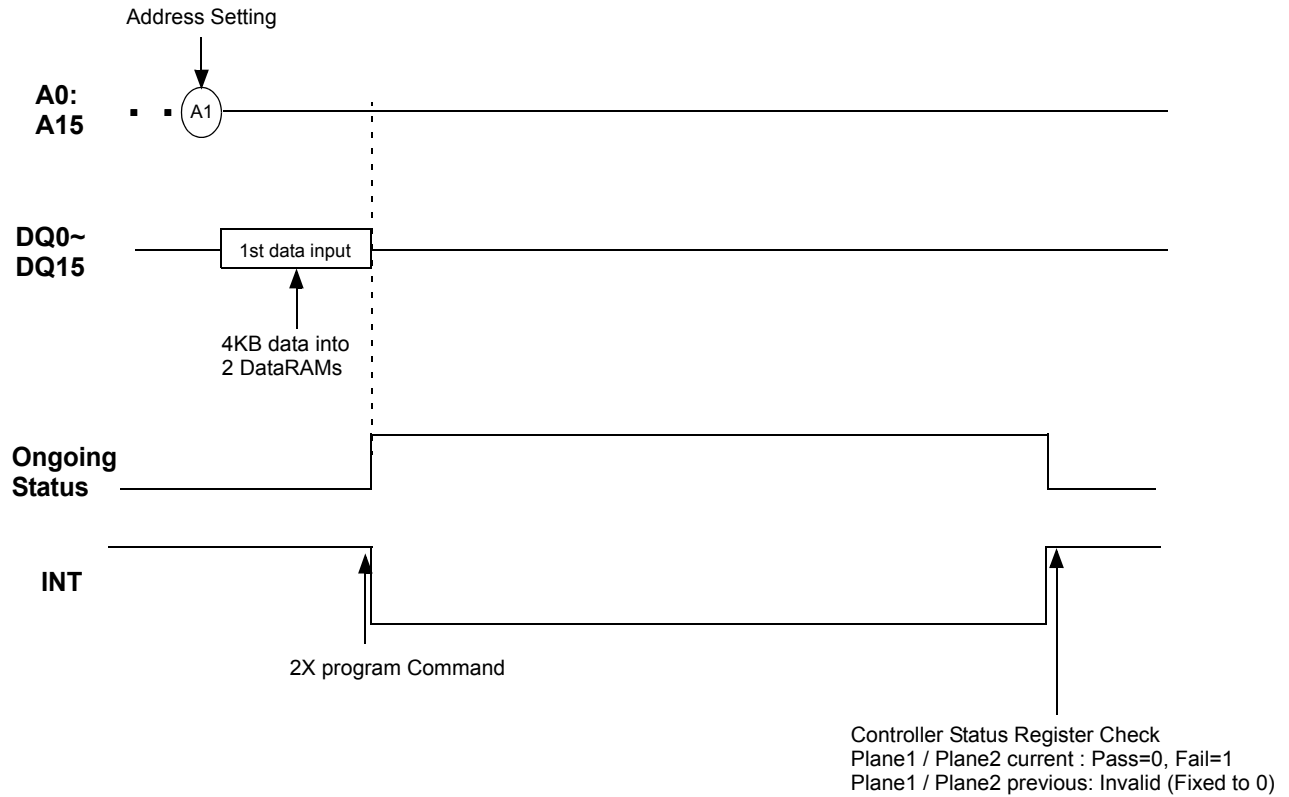 Address Setting
A0:
A15
A1
DQ0~
DQ15
1st data input
4KB data into
2 DataRAMs
Ongoing
Status
INT
2X program Command
Controller Status Register Check
Plane1 / Plane2 current : Pass=0, Fail=1
Plane1 / Plane2 previous: Invalid (Fixed to 0)